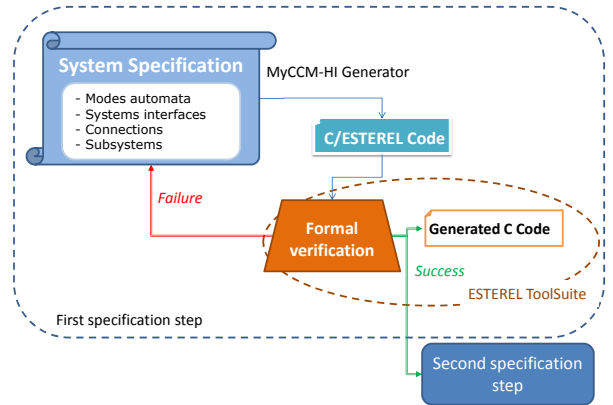 System Specification
MyCCM-HI Generator
- Modes automata
- Systems interfaces
- Connections
- Subsystems
C/ESTEREL Code
Failure
Formal
verification
Generated C Code
Success
ESTEREL ToolSuite
First specification step
Second specification
step